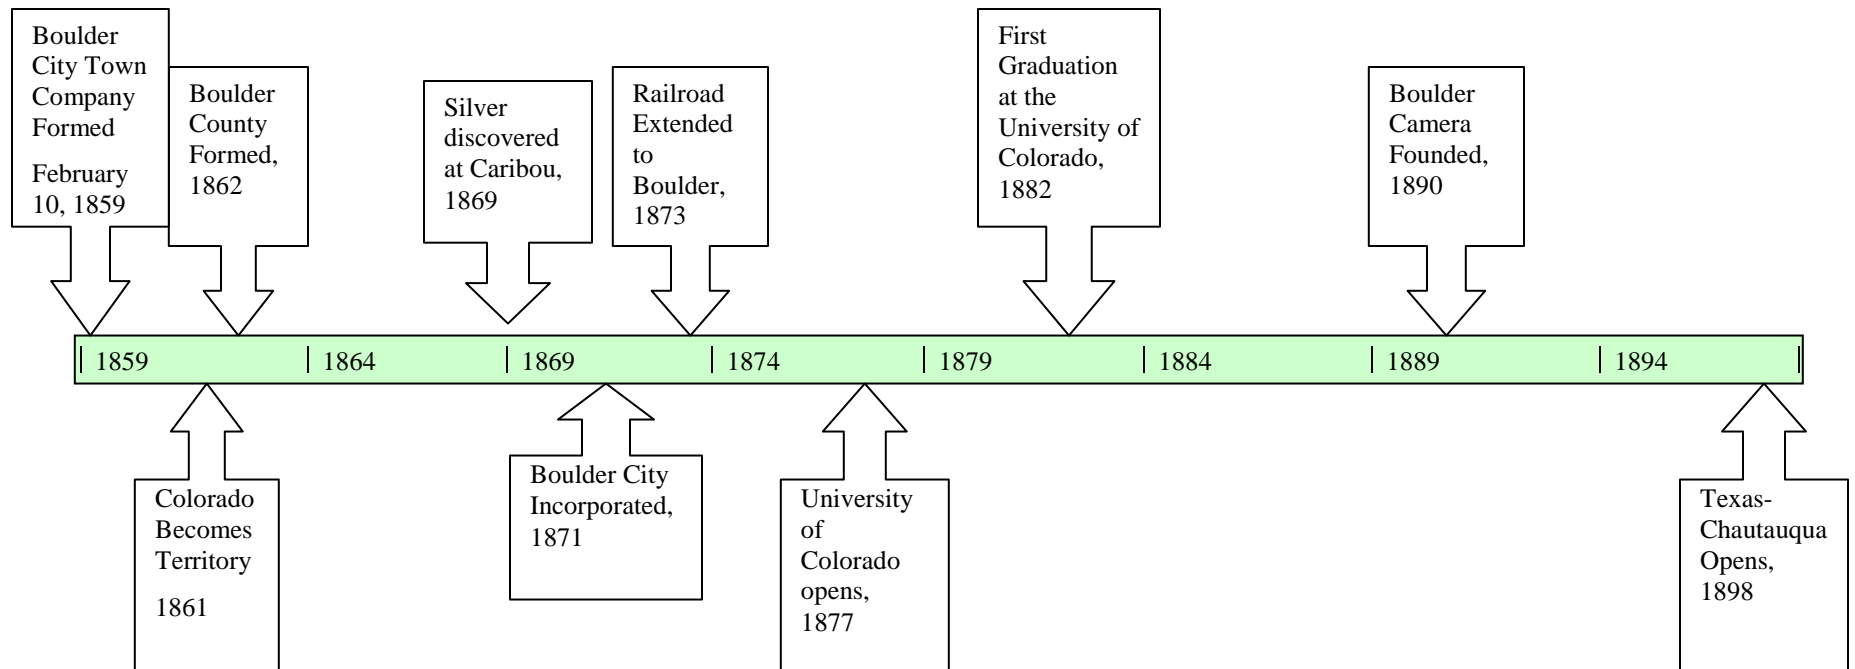 Boulder
City Town
Company
Formed
February
10, 1859
Boulder
County
Formed,
1862
Silver
discovered
at Caribou,
1869
Railroad
Extended
to
Boulder,
1873
First
Graduation
at the
University of
Colorado,
1882
Boulder
Camera
Founded,
1890
| 1859 | 1864 | 1869 | 1874 | 1879 | 1884 | 1889 | 1894 |
Colorado
Becomes
Territory
1861
Boulder City
Incorporated,
1871
University
of
Colorado
opens,
1877
Texas-
Chautauqua
Opens,
1898